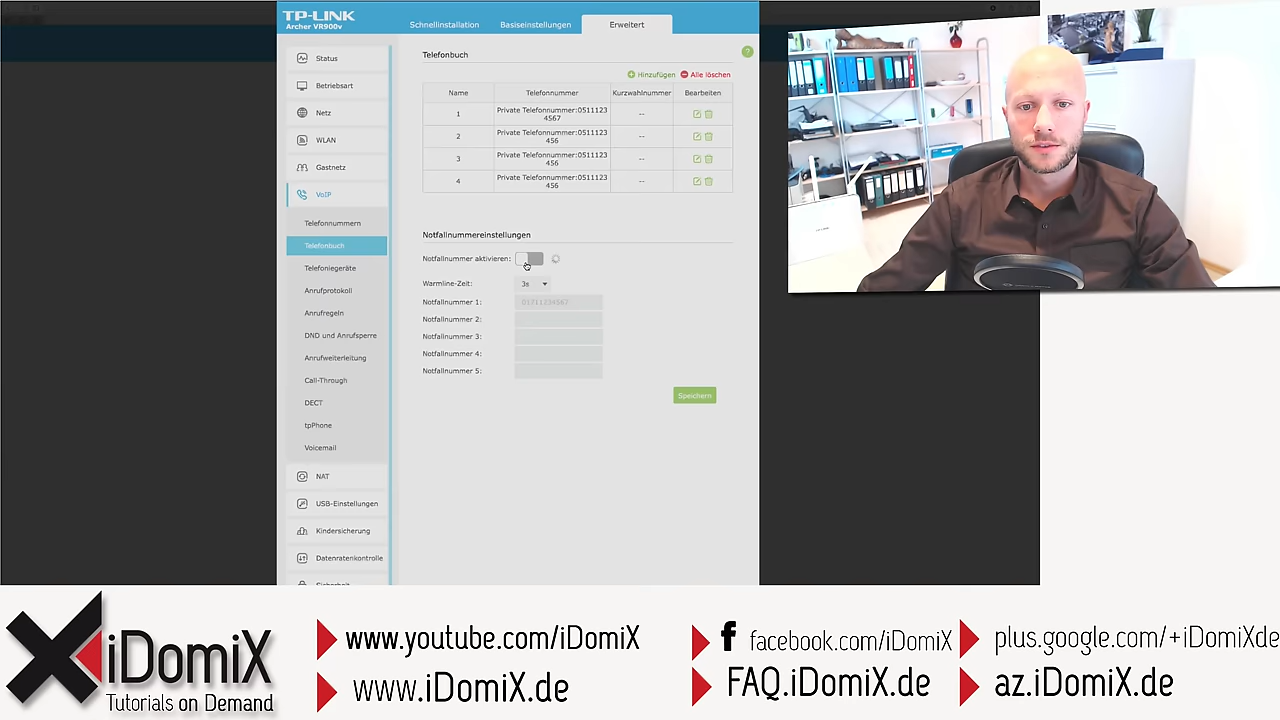 TP-LINK
Archer VR900v
Schnellinstallation
Basiseinstellungen
Erweitert
Status
Betriebsart
Netz
WLAN
Gastnetz
VoIP
Telefonnummern
Telefonbuch
Telefoniegeräte
Anrufprotokoll
Anrufregeln
DND und Anrufsperre
Anrufweiterleitung
Call-Through
DECT
tpPhone
Voicemail
NAT
USB-Einstellungen
Kindersicherung
Datenratenkontrolle
Telefonbuch
?
Hinzufügen
Alle löschen
Name Telefonnummer Kurzwahlnummer Bearbeiten
1 Private Telefonnummer:0511123
4567 --
2 Private Telefonnummer:0511123
456 --
3 Private Telefonnummer:0511123
456 --
4 Private Telefonnummer:0511123
456 --
Notfallnummereinstellungen
Notfallnummer aktivieren:
Warmline-Zeit: 3s
Notfallnummer 1: 01711234567
Notfallnummer 2:
Notfallnummer 3:
Notfallnummer 4:
Notfallnummer 5:
Speichern
iDomiX
Tutorials on Demand
www.youtube.com/iDomiX
www.iDomiX.de
f facebook.com/iDomiX
FAQ.iDomiX.de
plus.google.com/+iDomiXde
az.iDomiX.de